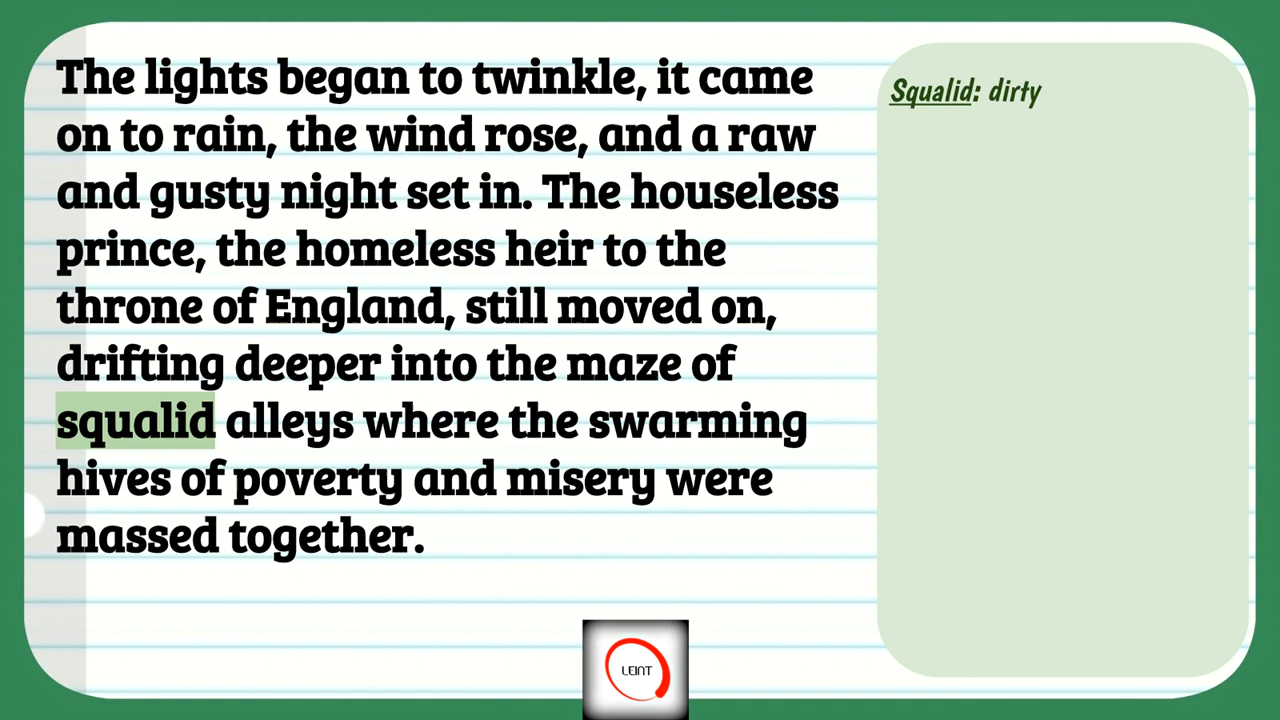 The lights began to twinkle, it came
on to rain, the wind rose, and a raw
and gusty night set in. The houseless
prince, the homeless heir to the
throne of England, still moved on,
drifting deeper into the maze of
squalid alleys where the swarming
hives of poverty and misery were
massed together.
Squalid: dirty
LEINT